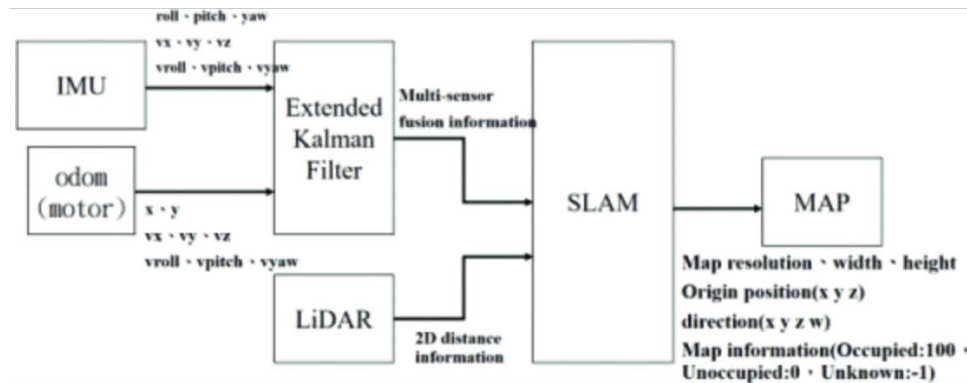 roll、pitch、yaw
vx、vy、vz
vroll、vpitch、vyaw
IMU
Extended
Kalman
Filter
Multi-sensor
fusion information
odom
(motor)
x、y
vx、vy、vz
vroll、vpitch、vyaw
LiDAR
2D distance
information
SLAM
MAP
Map resolution、width、height
Origin position(x y z)
direction(x y z w)
Map information(Occupied:100、
Unoccupied:0、Unknown:-1)